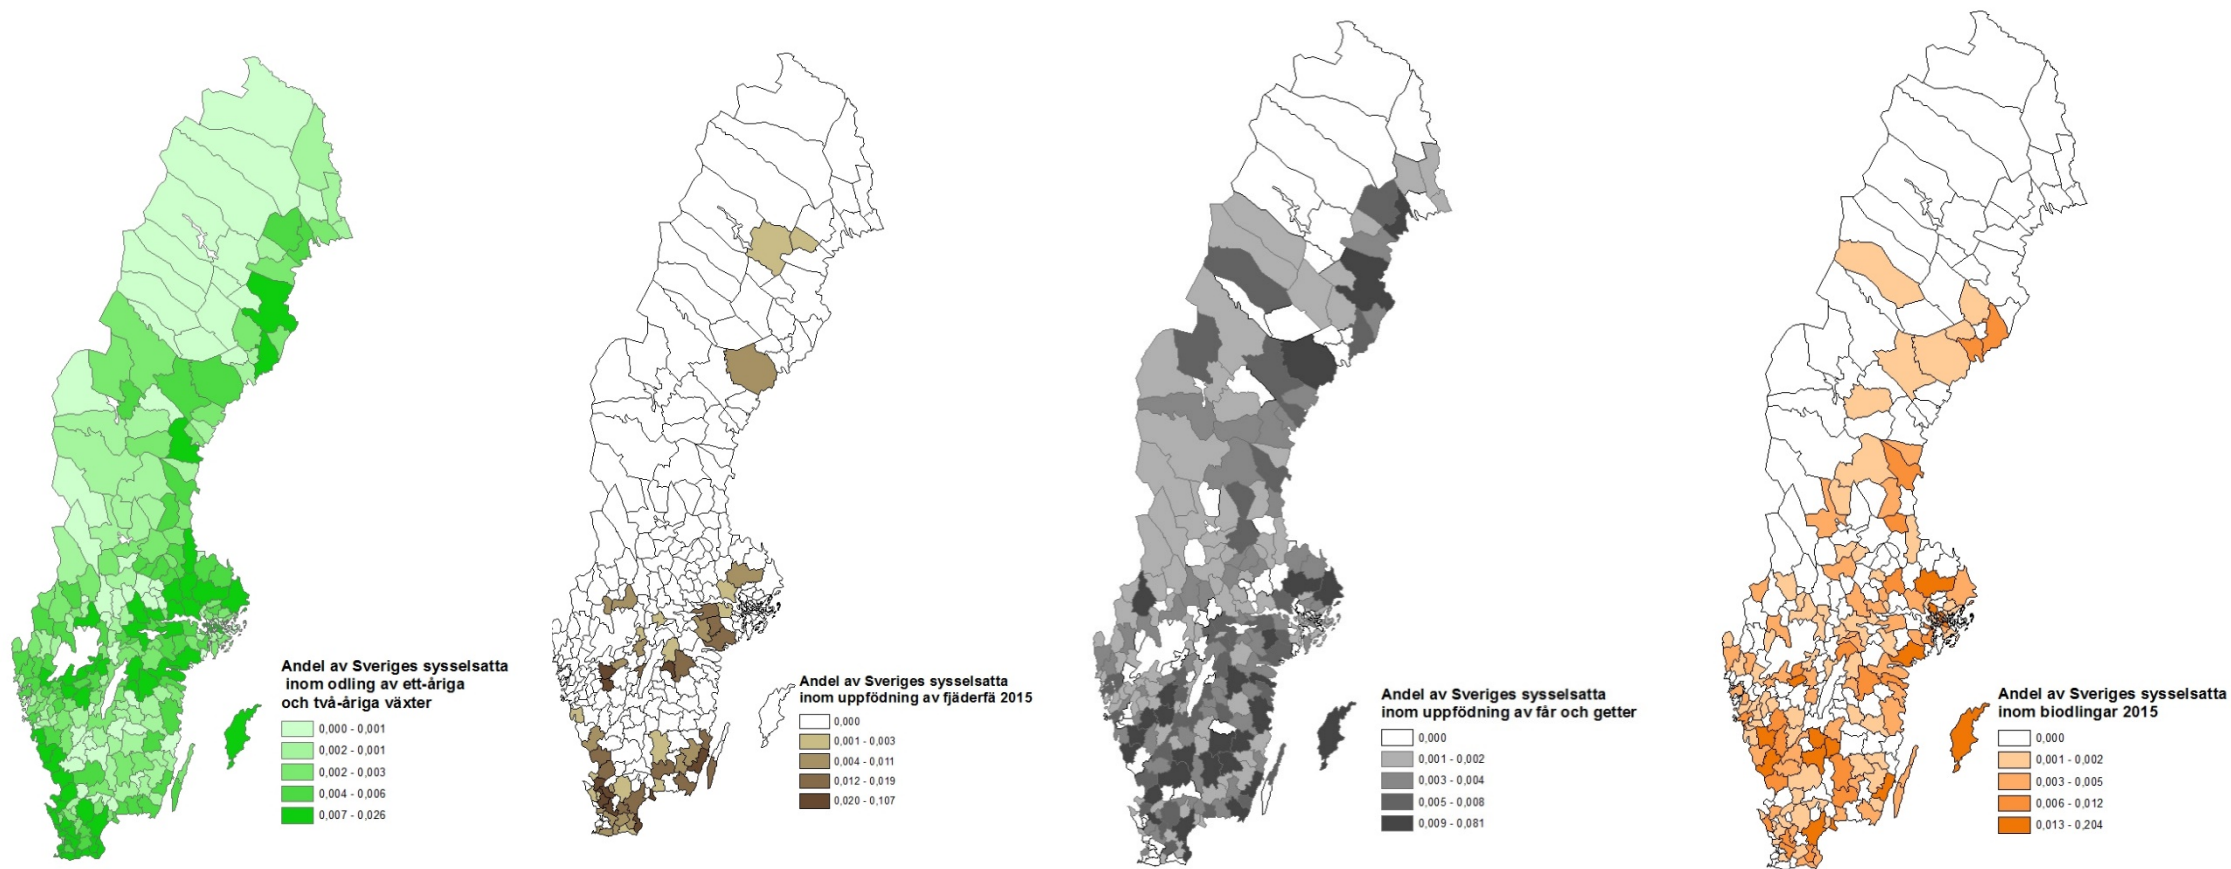 Andel av Sveriges sysselsatta
inom odling av ett-åriga
och två-åriga växter
0,000 - 0,001
0,002 - 0,001
0,002 - 0,003
0,004 - 0,006
0,007 - 0,026
Andel av Sveriges sysselsatta
inom uppfödning av fjäderfä 2015
0,000
0,001 - 0,003
0,004 - 0,011
0,012 - 0,019
0,020 - 0,107
Andel av Sveriges sysselsatta
inom uppfödning av får och getter
0,000
0,001 - 0,002
0,003 - 0,004
0,005 - 0,008
0,009 - 0,081
Andel av Sveriges sysselsatta
inom biodlingar 2015
0,000
0,001 - 0,002
0,003 - 0,005
0,006 - 0,012
0,013 - 0,204